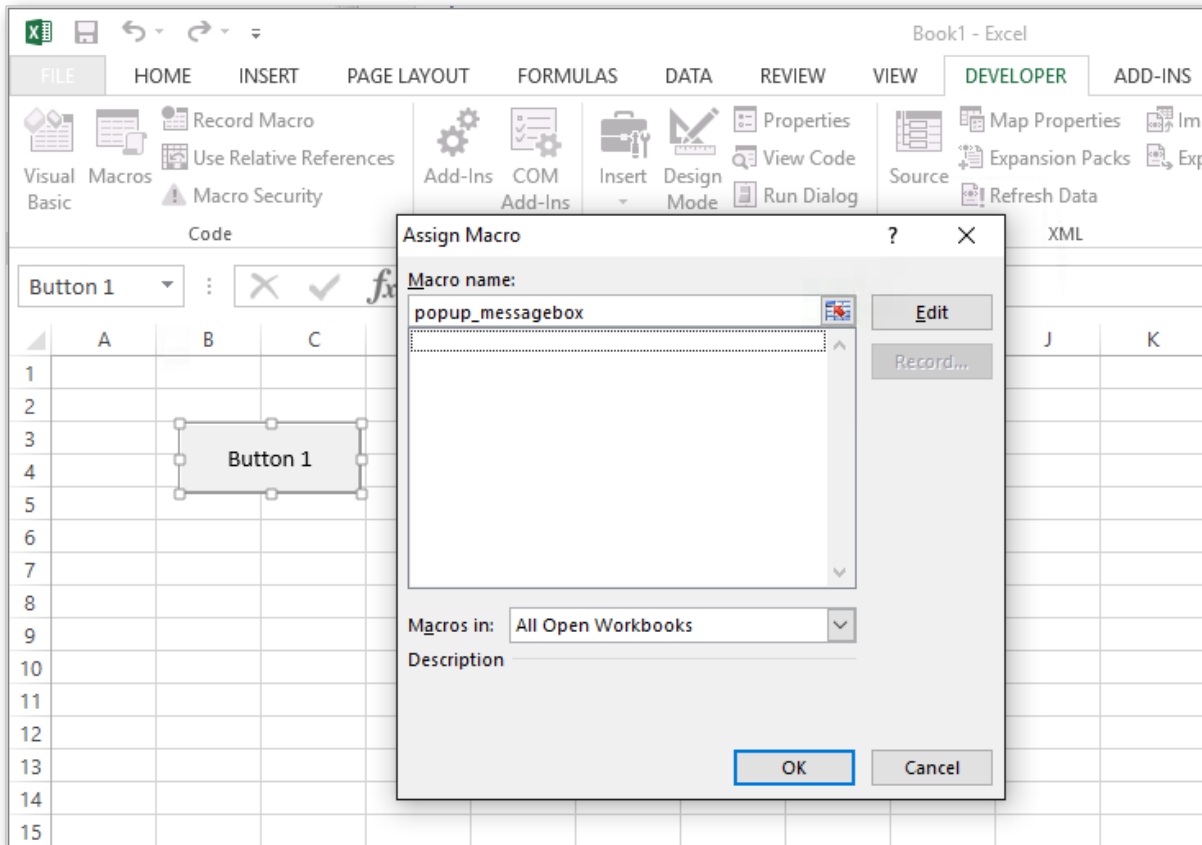 Book1 - Excel
FILE HOME INSERT PAGE LAYOUT FORMULAS DATA REVIEW VIEW DEVELOPER ADD-INS
Visual Basic
Macros
Record Macro
Use Relative References
Macro Security
Code
Add-Ins
COM Add-Ins
Insert
Design Mode
Properties
View Code
Run Dialog
Source
Map Properties
Expansion Packs
Refresh Data
Im
Exp
XML
Button 1
fx
A B C J K
1
2
3
4
5
6
7
8
9
10
11
12
13
14
15
Button 1
Assign Macro ? X
Macro name:
popup_messagebox
Edit
Record...
Macros in: All Open Workbooks
Description
OK Cancel